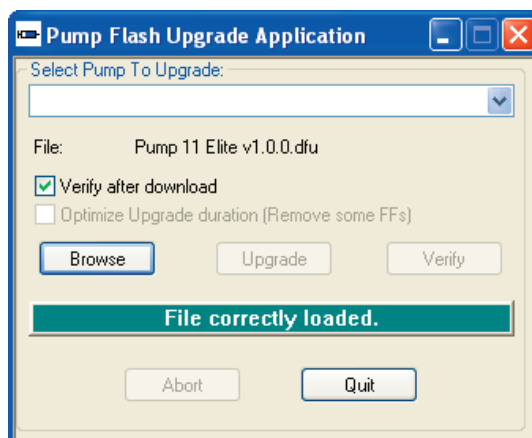 Pump Flash Upgrade Application
Select Pump To Upgrade:
File: Pump 11 Elite v1.0.0.dfu
Verify after download
Optimize Upgrade duration (Remove some FFs)
Browse Upgrade Verify
File correctly loaded.
Abort Quit